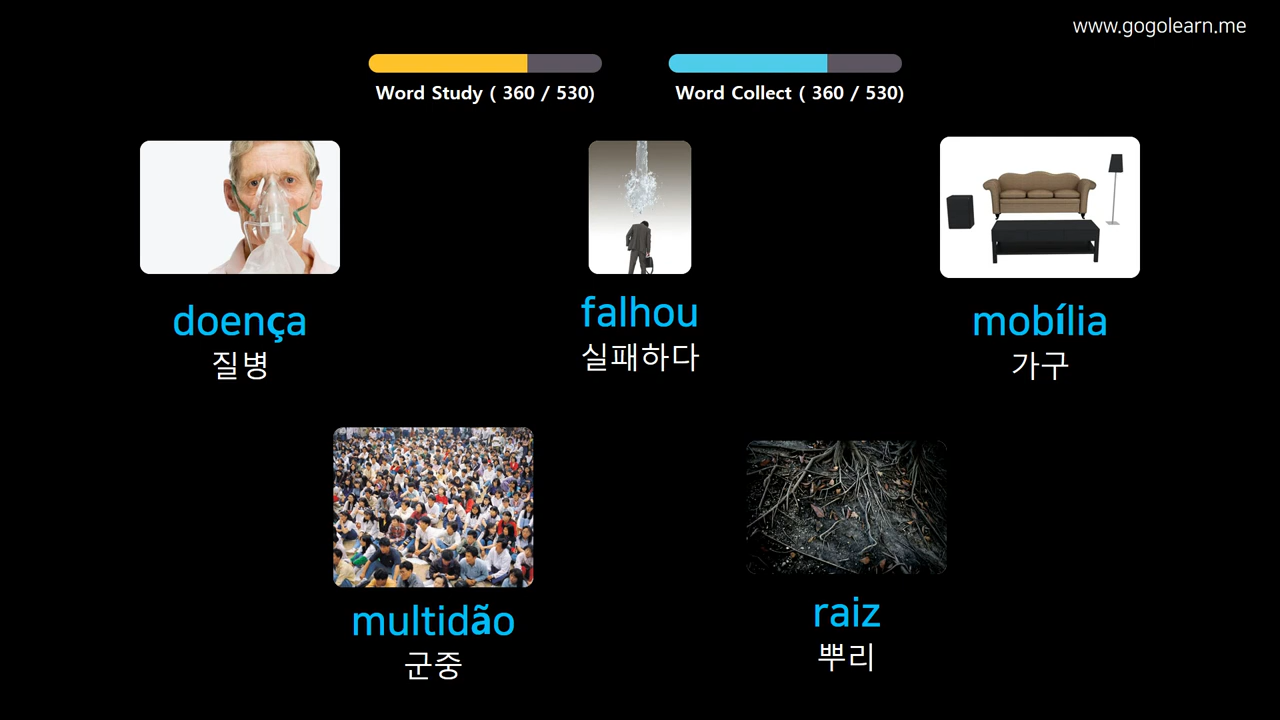 www.gogolearn.me
Word Study ( 360 / 530)
Word Collect ( 360 / 530)
doença
질병
falhou
실패하다
mobília
가구
multidão
군중
raiz
뿌리